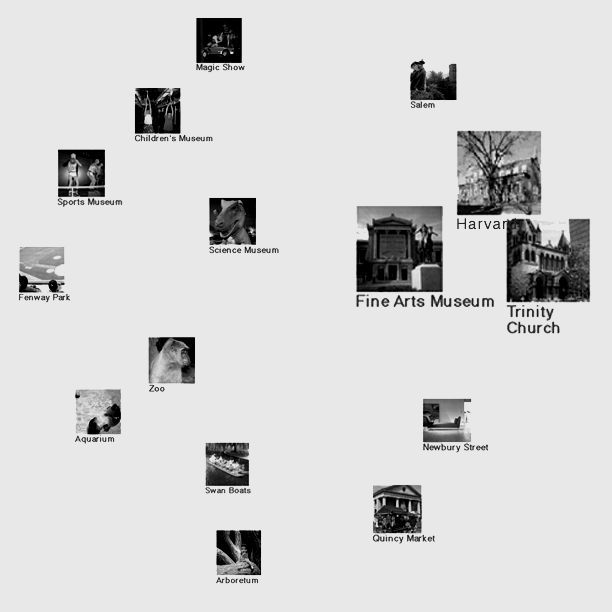 Magic Show
Salem
Children's Museum
Sports Museum
Harvar
Science Museum
Fine Arts Museum
Fenway Park
Trinity
Church
Zoo
Aquarium
Newbury Street
Swan Boats
Quincy Market
Arboretum